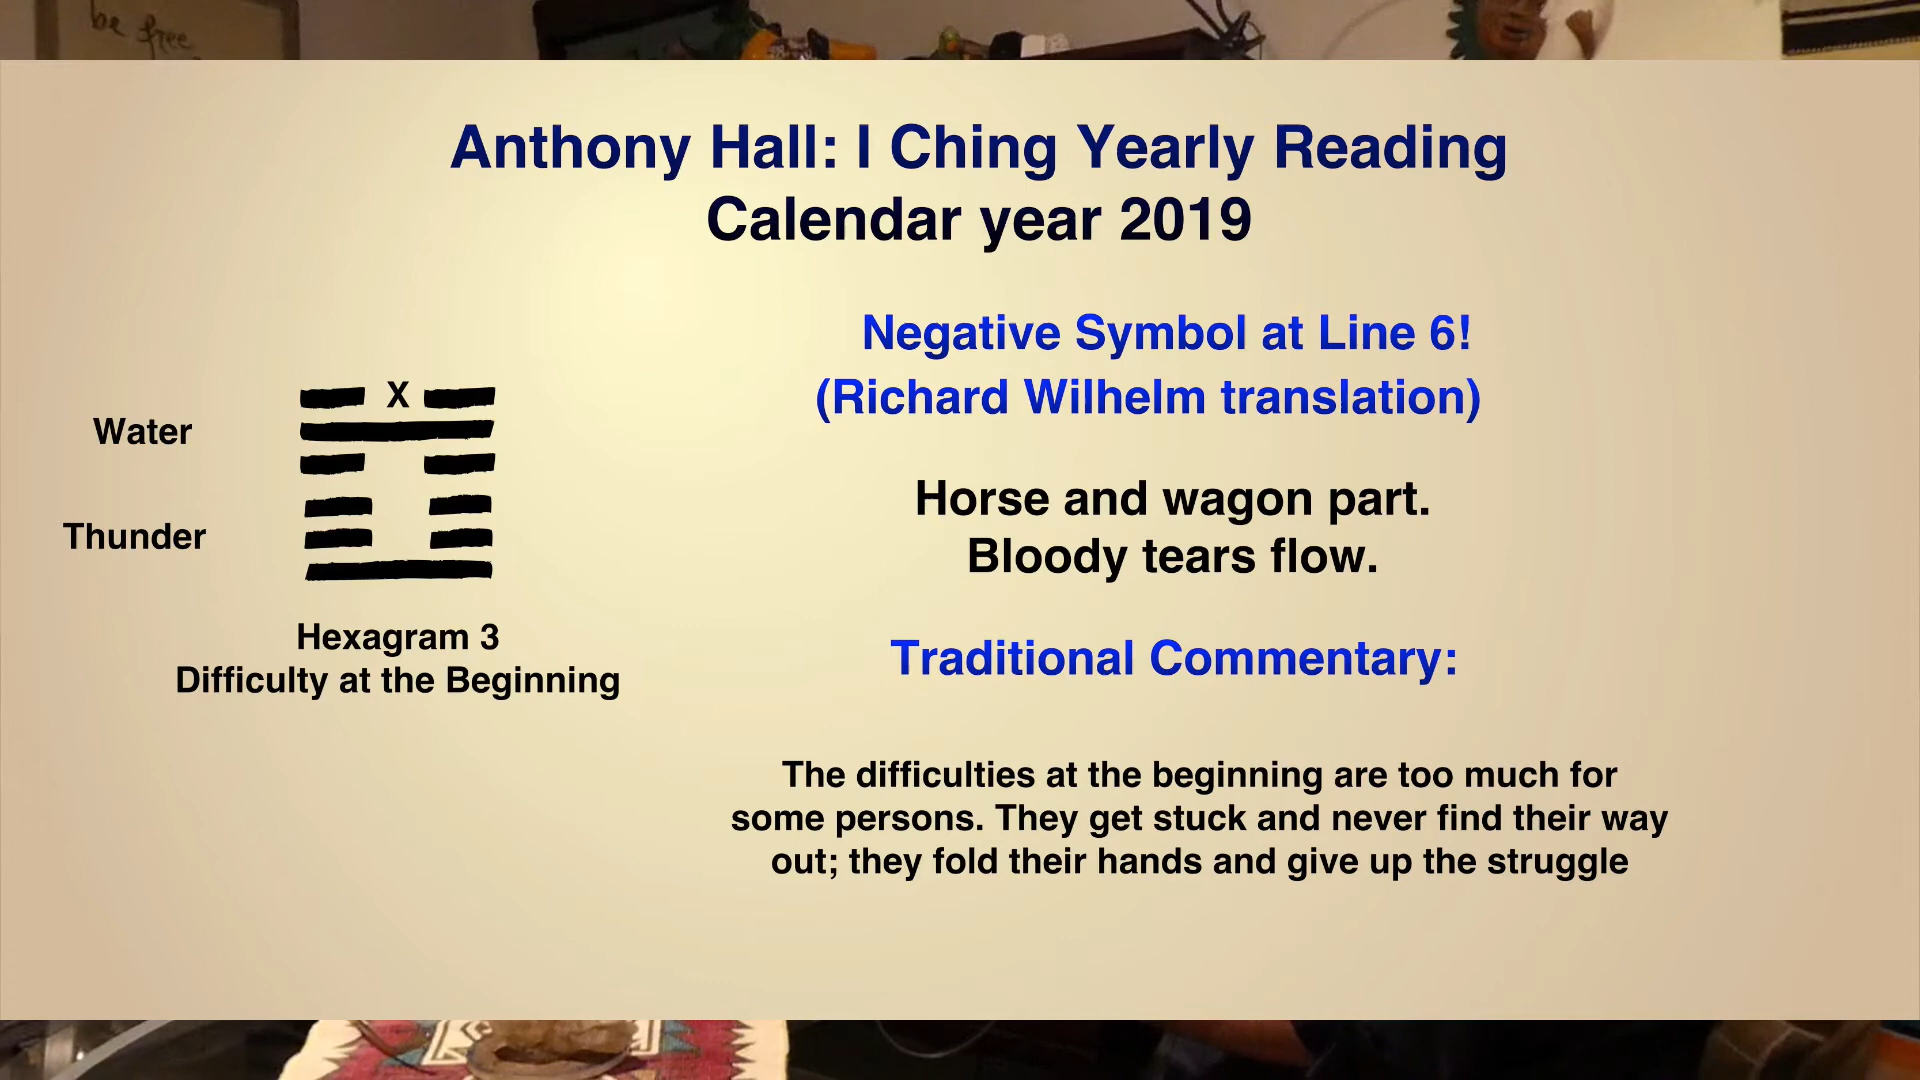 be free
Anthony Hall: I Ching Yearly Reading
Calendar year 2019
Negative Symbol at Line 6!
(Richard Wilhelm translation)
X
Water
Thunder
Hexagram 3
Difficulty at the Beginning
Horse and wagon part.
Bloody tears flow.
Traditional Commentary:
The difficulties at the beginning are too much for
some persons. They get stuck and never find their way
out; they fold their hands and give up the struggle